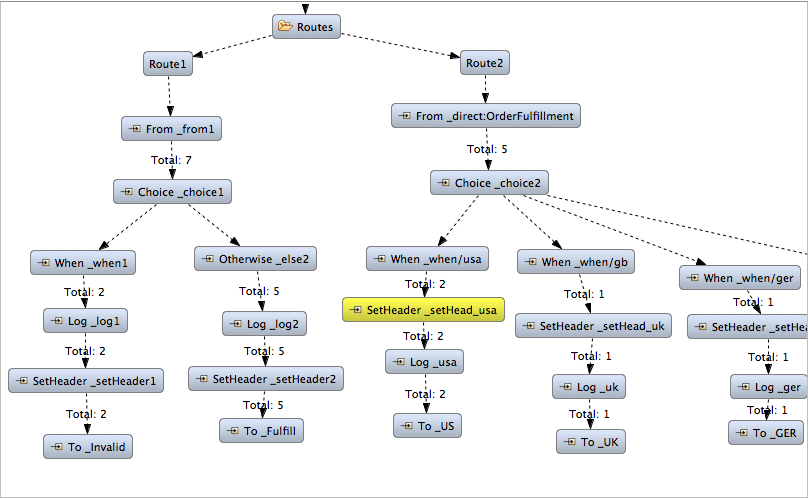 Routes
Route1
Route2
From _from1
From _direct:OrderFulfillment
Total: 7
Total: 5
Choice _choice1
Choice _choice2
When _when1
Otherwise _else2
When _when/usa
When _when/gb
When _when/ger
Total: 2
Total: 5
Total: 2
Total: 1
Total: 1
Log _log1
Log _log2
SetHeader _setHead_usa
SetHeader _setHead_uk
SetHeader _setHea
Total: 2
Total: 5
Total: 2
Total: 1
Total: 1
SetHeader _setHeader1
SetHeader _setHeader2
Log _usa
Log _uk
Log _ger
Total: 2
Total: 5
Total: 2
Total: 1
Total: 1
To _Invalid
To _Fulfill
To _US
To _UK
To _GER